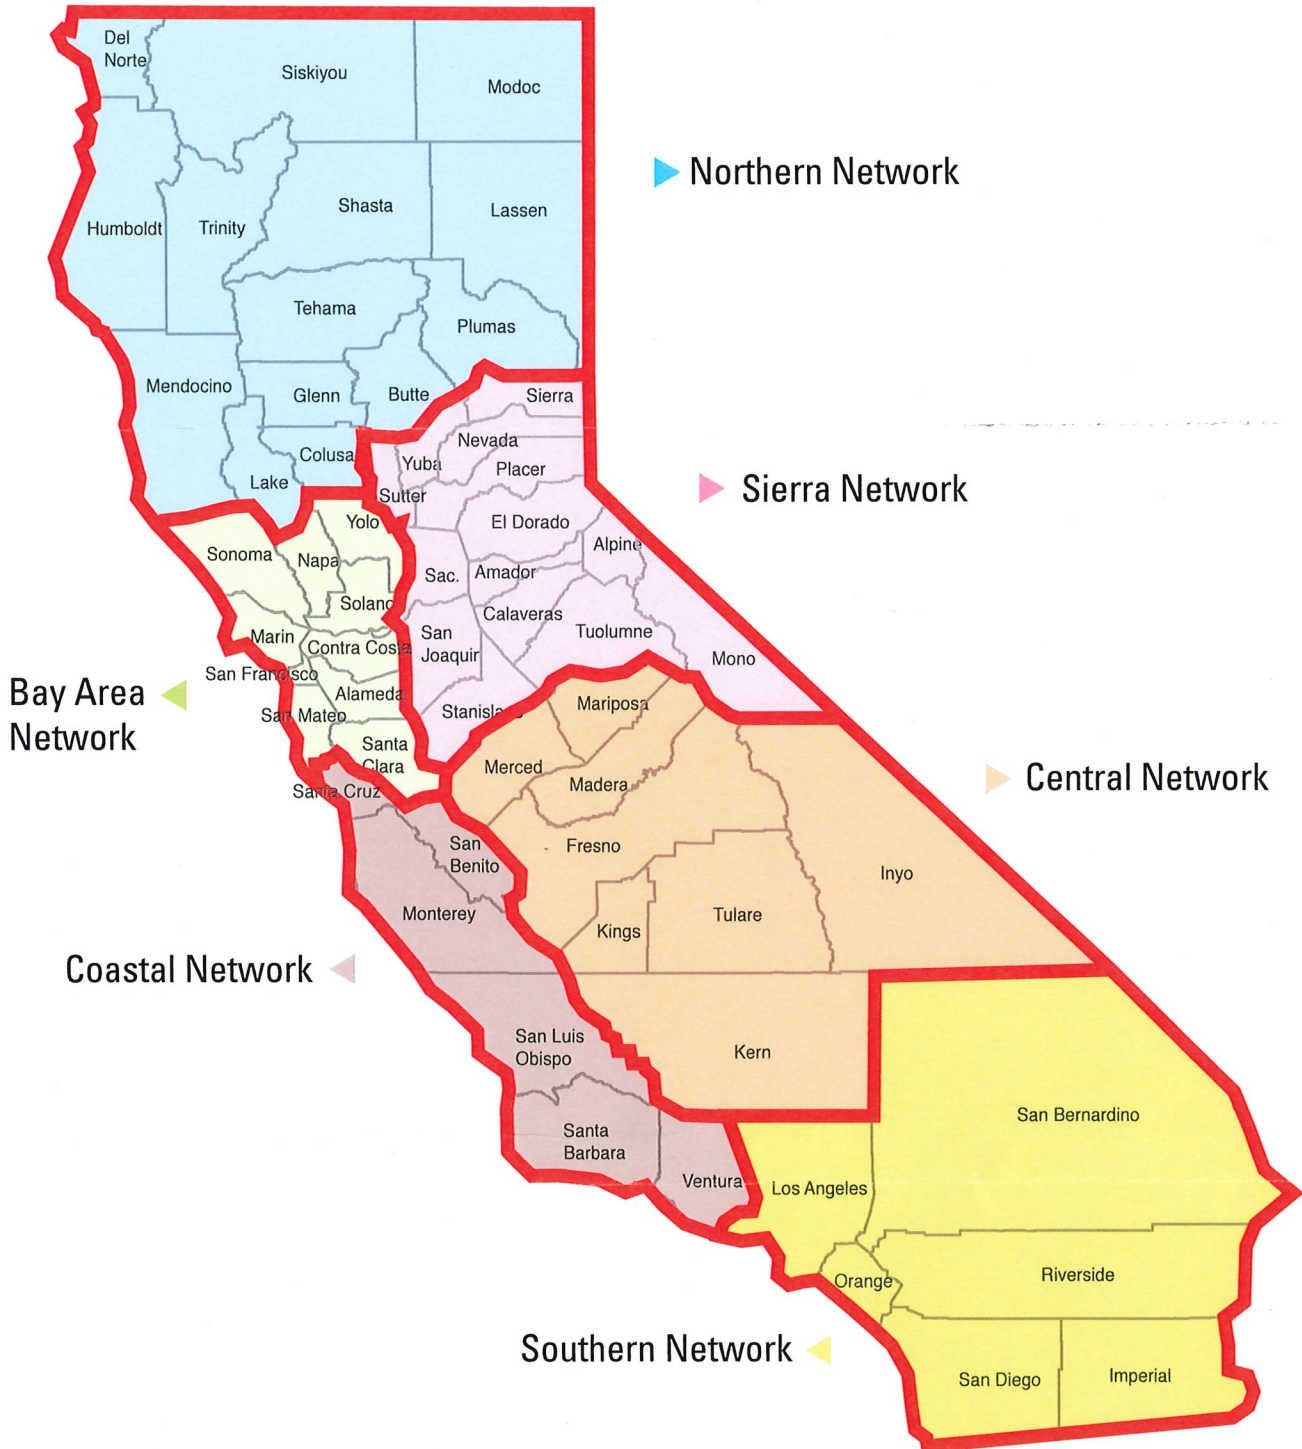 Del
Norte
Siskiyou
Modoc
Northern Network
Humboldt
Trinity
Shasta
Lassen
Tehama
Plumas
Mendocino
Glenn
Butte
Sierra
Colusa
Nevada
Yuba
Placer
Lake
Sutter
Sierra Network
Yolo
El Dorado
Sonoma
Napa
Alpine
Sac.
Amador
Solano
Calaveras
Marin
Contra Costa
San
Joaquin
Tuolumne
Mono
San Francisco
Bay Area
Network
Alameda
San Mateo
Stanislaus
Mariposa
Santa
Clara
Merced
Madera
Central Network
Santa Cruz
San
Benito
Fresno
Inyo
Monterey
Kings
Tulare
Coastal Network
San Luis
Obispo
Kern
San Bernardino
Santa
Barbara
Ventura
Los Angeles
Orange
Riverside
Southern Network
San Diego
Imperial